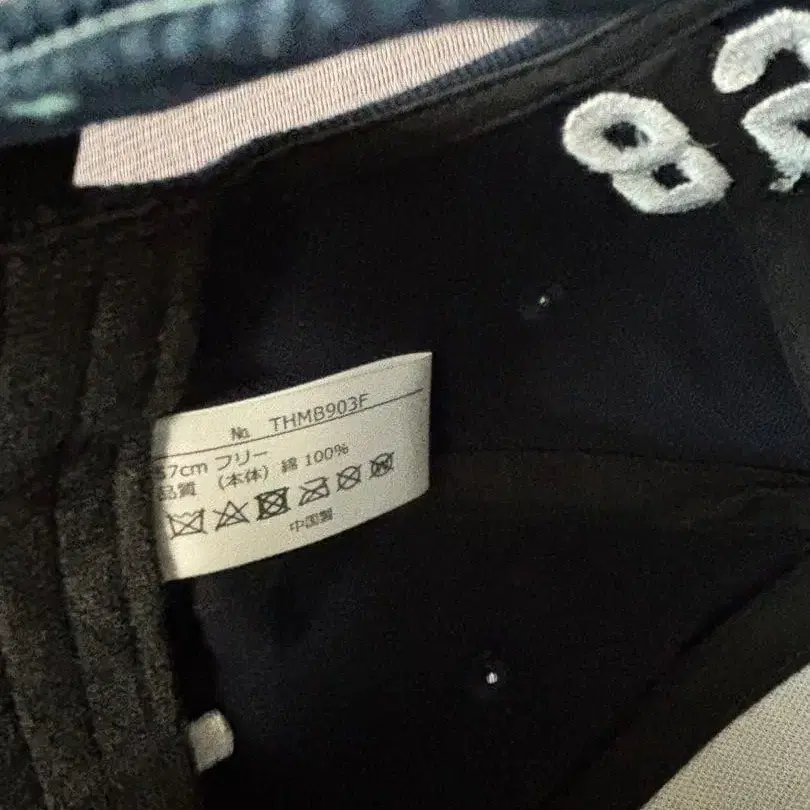 No. THMB903F
57cm フリー
品質 (本体) 綿 100%
中国製